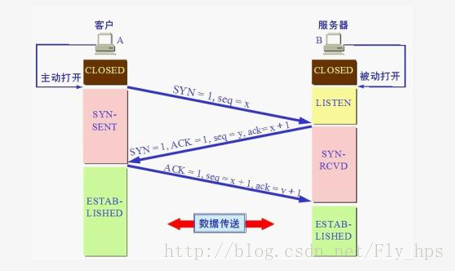 客户
服务器
A
B
CLOSED
CLOSED
主动打开
被动打开
SYN = 1, seq = x
LISTEN
SYN-
SENT
SYN = 1, ACK = 1, seq = y, ack= x + 1
SYN-
RCVD
ACK = 1, seq = x + 1, ack = y + 1
ESTAB-
LISHED
ESTAB-
LISHED
数据传送
http://blog.csdn.net/Fly_hps